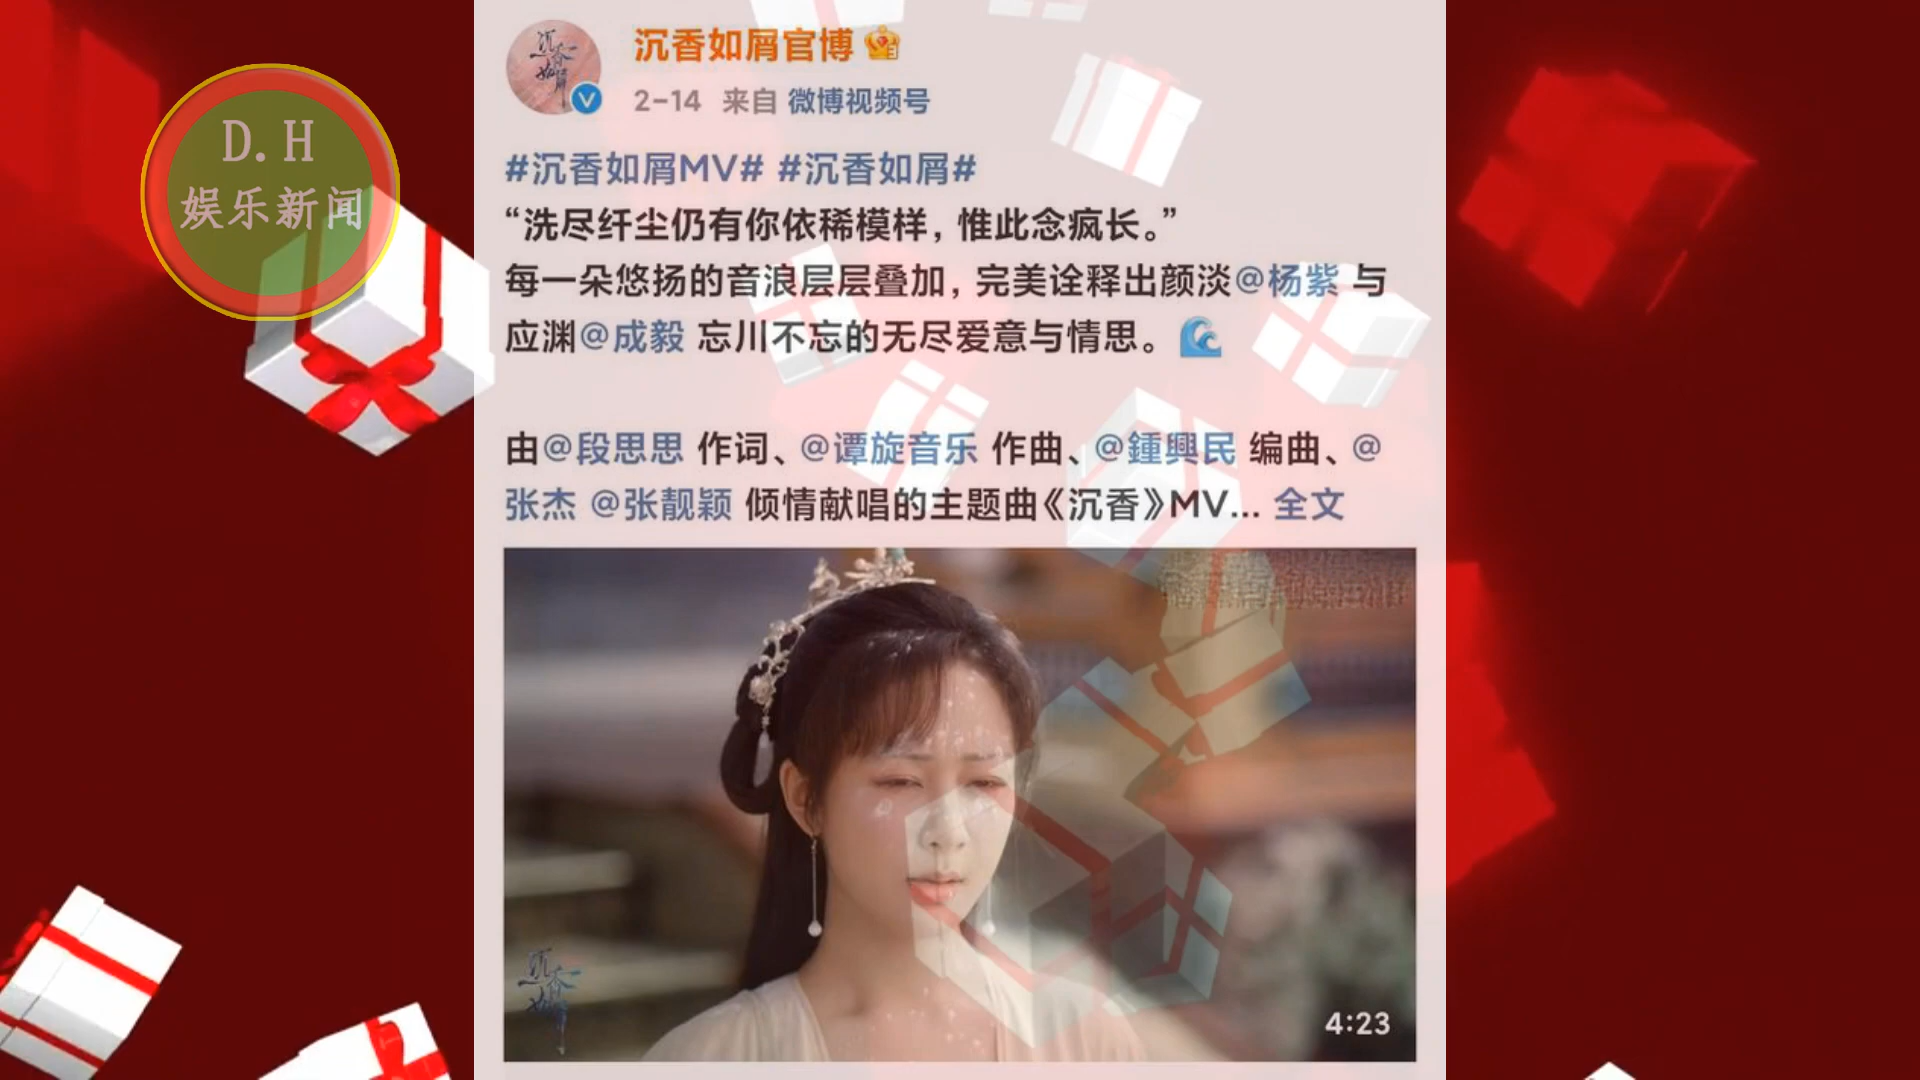 D.H
娱乐新闻
沉香如屑官博
2-14 来自 微博视频号
#沉香如屑MV# #沉香如屑#
“洗尽纤尘仍有你依稀模样，惟此念疯长。”
每一朵悠扬的音浪层层叠加，完美诠释出颜淡@杨紫 与
应渊@成毅 忘川不忘的无尽爱意与情思。
由@段思思 作词、@谭旋音乐 作曲、@鍾興民 编曲、@
张杰 @张靓颖 倾情献唱的主题曲《沉香》MV... 全文
沉香如屑
4:23